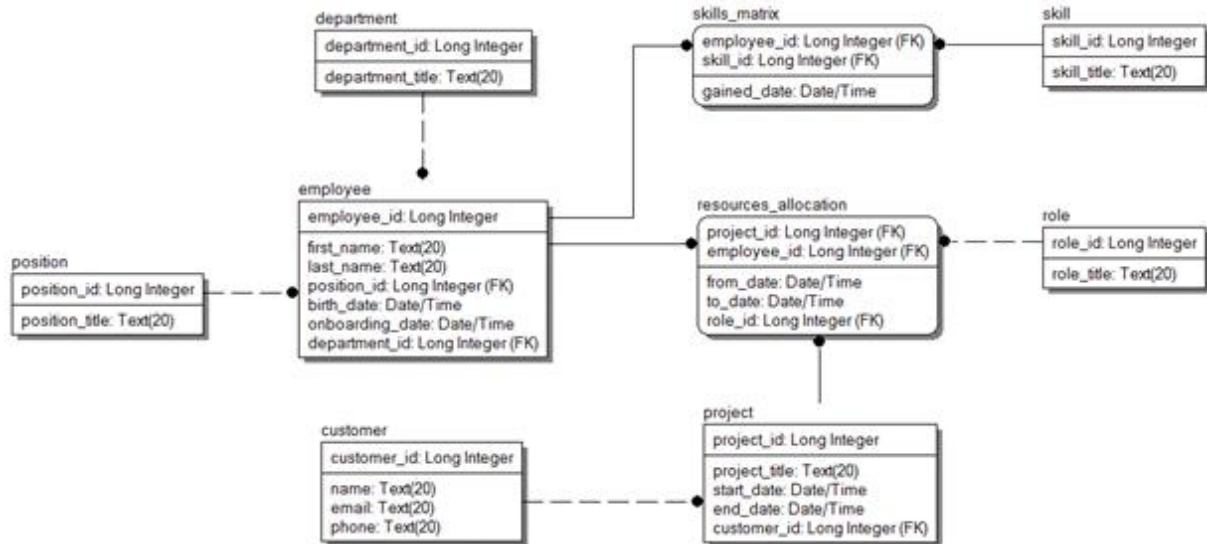 department
department_id: Long Integer
department_title: Text(20)
skills_matrix
employee_id: Long Integer (FK)
skill_id: Long Integer (FK)
gained_date: Date/Time
skill
skill_id: Long Integer
skill_title: Text(20)
employee
employee_id: Long Integer
first_name: Text(20)
last_name: Text(20)
position_id: Long Integer (FK)
birth_date: Date/Time
onboarding_date: Date/Time
department_id: Long Integer (FK)
resources_allocation
project_id: Long Integer (FK)
employee_id: Long Integer (FK)
from_date: Date/Time
to_date: Date/Time
role_id: Long Integer (FK)
role
role_id: Long Integer
role_title: Text(20)
position
position_id: Long Integer
position_title: Text(20)
customer
customer_id: Long Integer
name: Text(20)
email: Text(20)
phone: Text(20)
project
project_id: Long Integer
project_title: Text(20)
start_date: Date/Time
end_date: Date/Time
customer_id: Long Integer (FK)